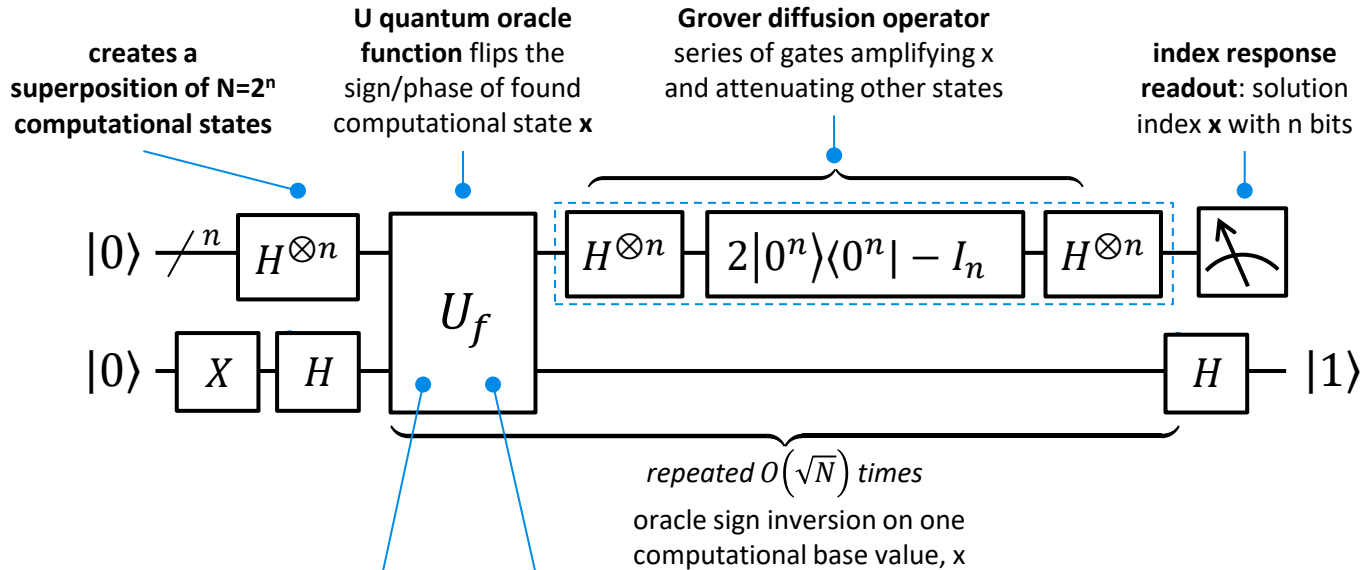 creates a
superposition of N=2ⁿ
computational states
U quantum oracle
function flips the
sign/phase of found
computational state x
Grover diffusion operator
series of gates amplifying x
and attenuating other states
index response
readout: solution
index x with n bits
|0⟩ n H⊗n U_f H⊗n 2|0ⁿ⟩⟨0ⁿ| − I_n H⊗n
|0⟩ X H H |1⟩
repeated O(√N) times
oracle sign inversion on one
computational base value, x